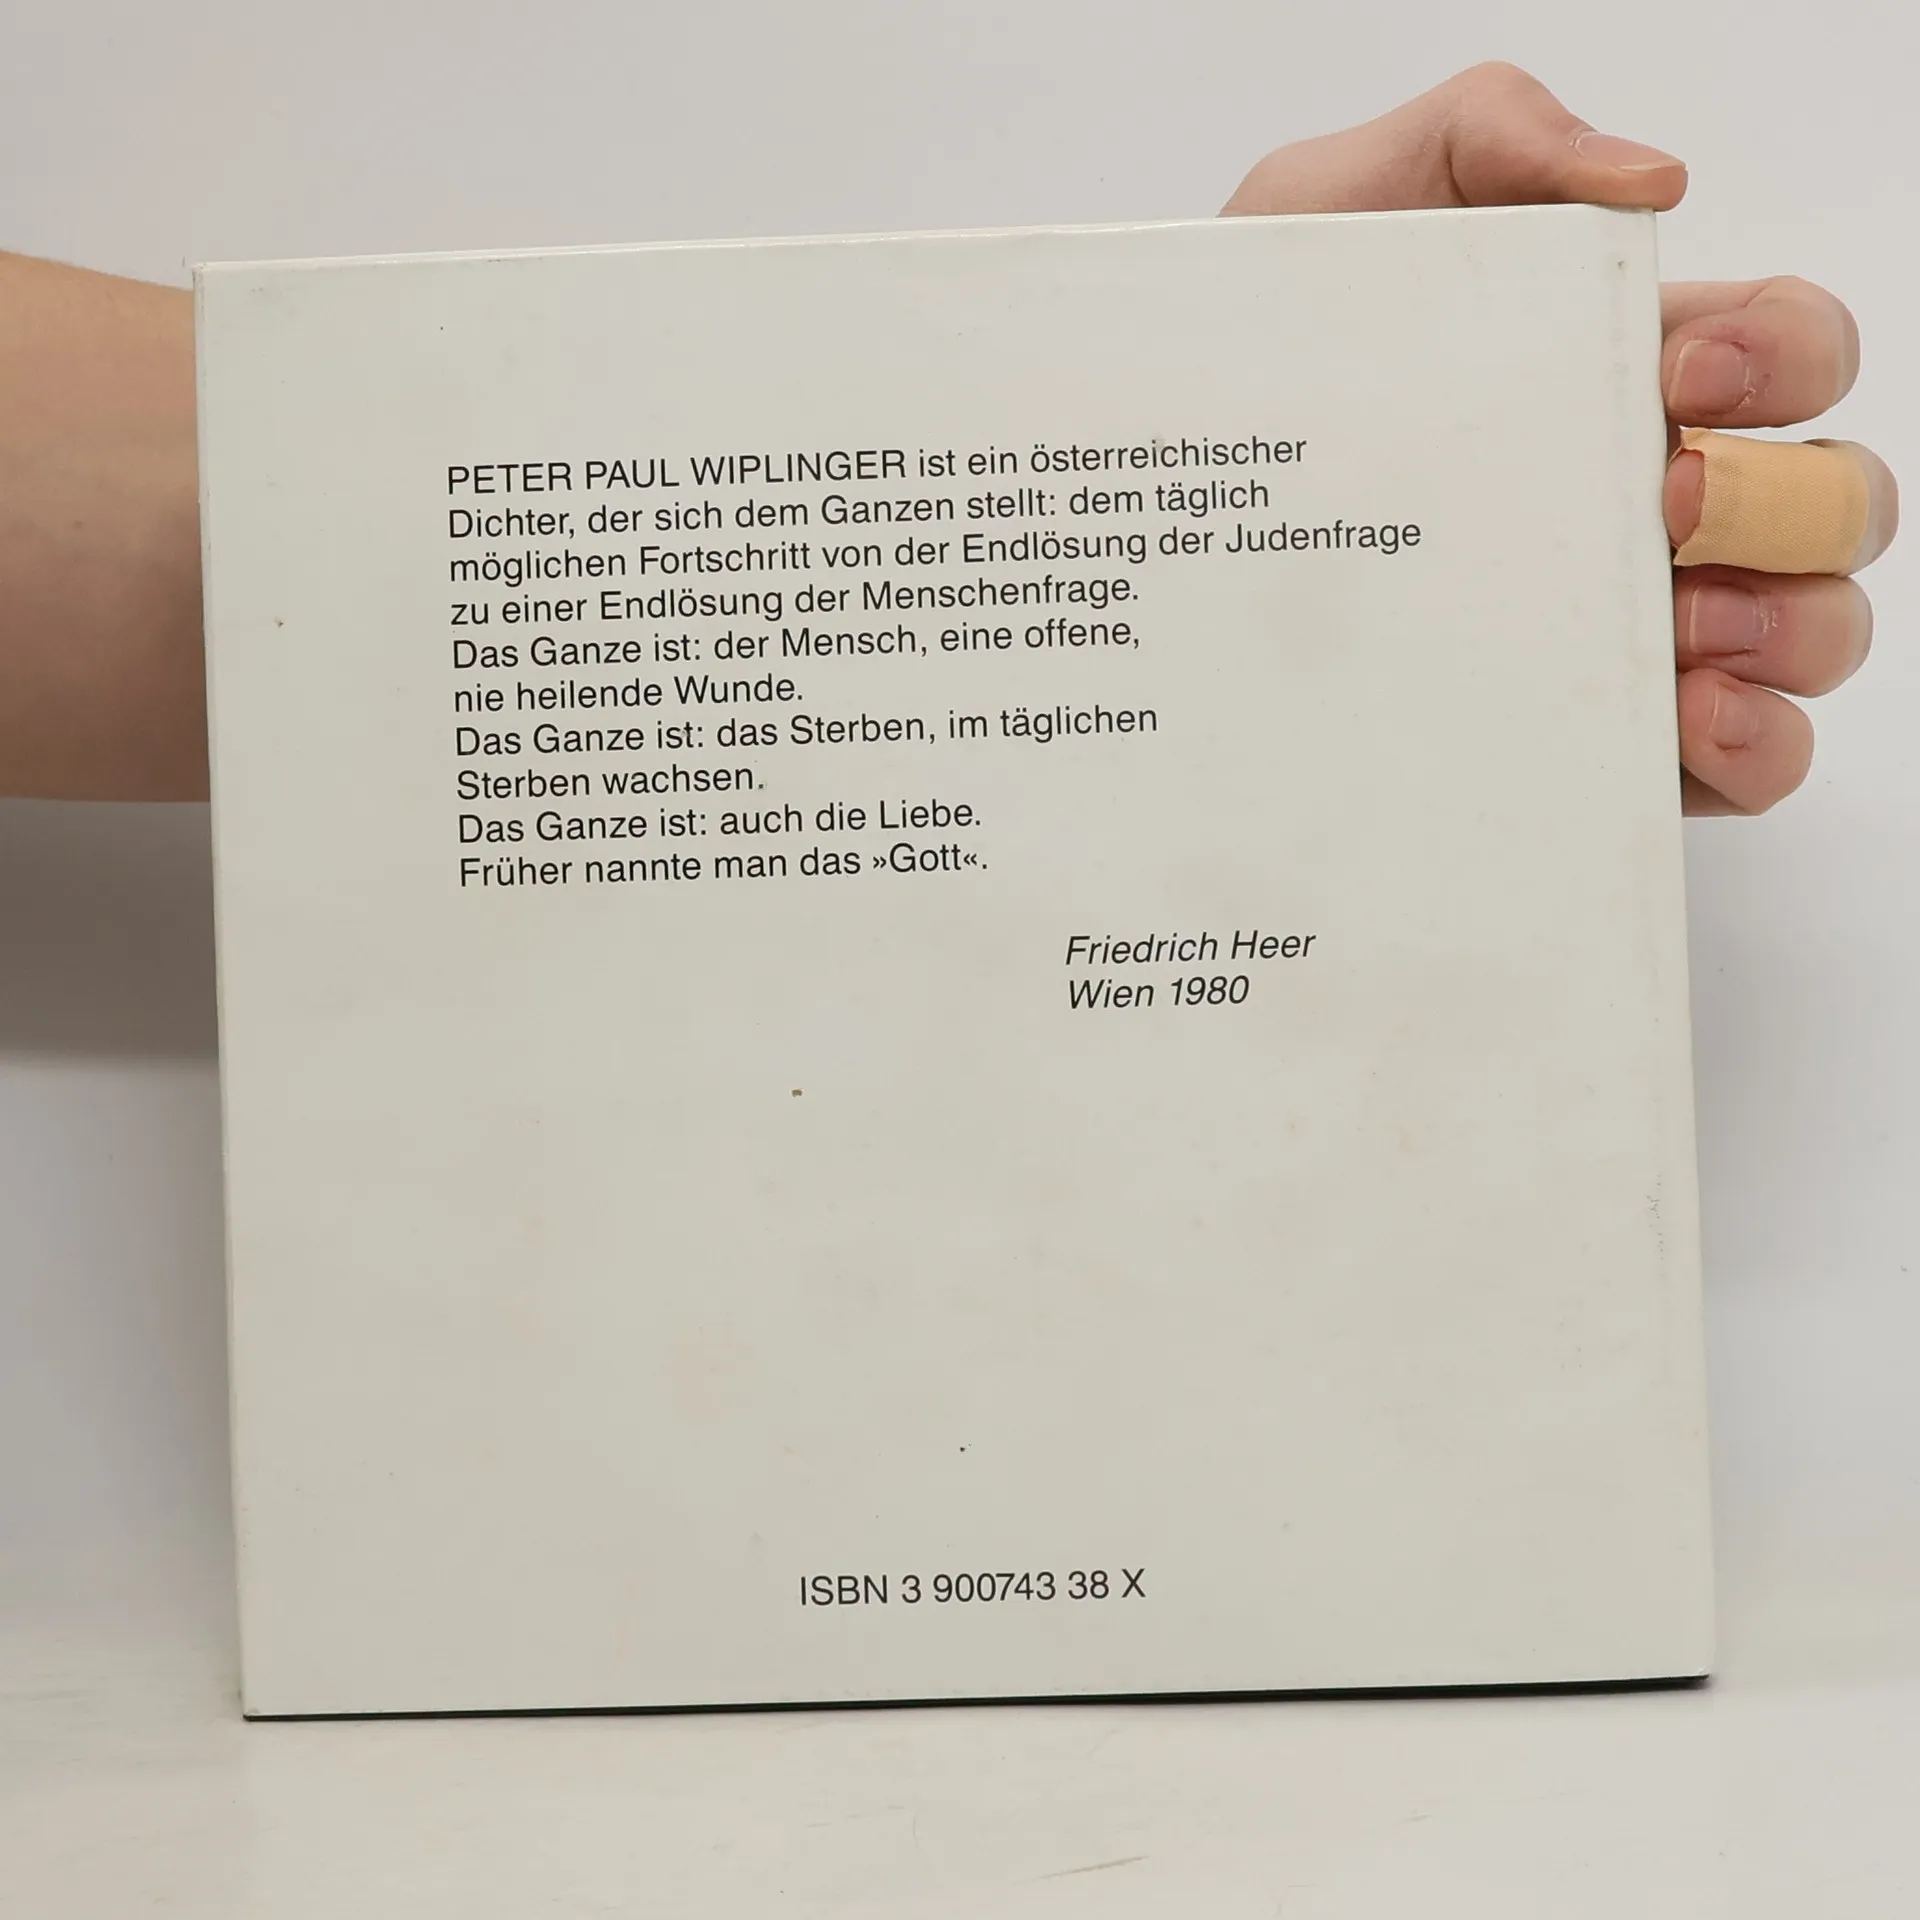 PETER PAUL WIPLINGER ist ein österreichischer
Dichter, der sich dem Ganzen stellt: dem täglich
möglichen Fortschritt von der Endlösung der Judenfrage
zu einer Endlösung der Menschenfrage.
Das Ganze ist: der Mensch, eine offene,
nie heilende Wunde.
Das Ganze ist: das Sterben, im täglichen
Sterben wachsen.
Das Ganze ist: auch die Liebe.
Früher nannte man das »Gott«.
Friedrich Heer
Wien 1980
ISBN 3 900743 38 X